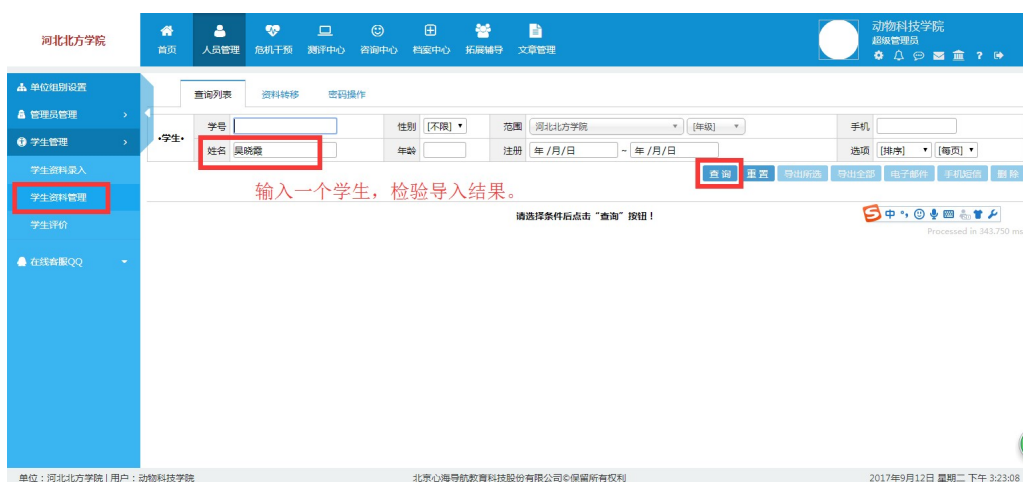 河北北方学院
首页 人员管理 危机干预 测评中心 咨询中心 档案中心 拓展辅导 文章管理
动物科技学院
超级管理员
单位组别设置
管理员管理
学生管理
学生资料录入
学生资料管理
学生评价
在线客服QQ
查询列表 资料转移 密码操作
•学生•
学号 性别 [不限] 范围 河北北方学院 [年级] 手机
姓名 吴晓霞 年龄 注册 年 /月/日 ~ 年 /月/日 选项 [排序] [每页]
查询 重置 导出所选 导出全部 电子邮件 手机短信 删除
输入一个学生，检验导入结果。
请选择条件后点击“查询”按钮！
中
Processed in 343.750 ms
单位：河北北方学院 | 用户：动物科技学院 北京心海导航教育科技股份有限公司©保留所有权利 2017年9月12日 星期二 下午 3:23:08